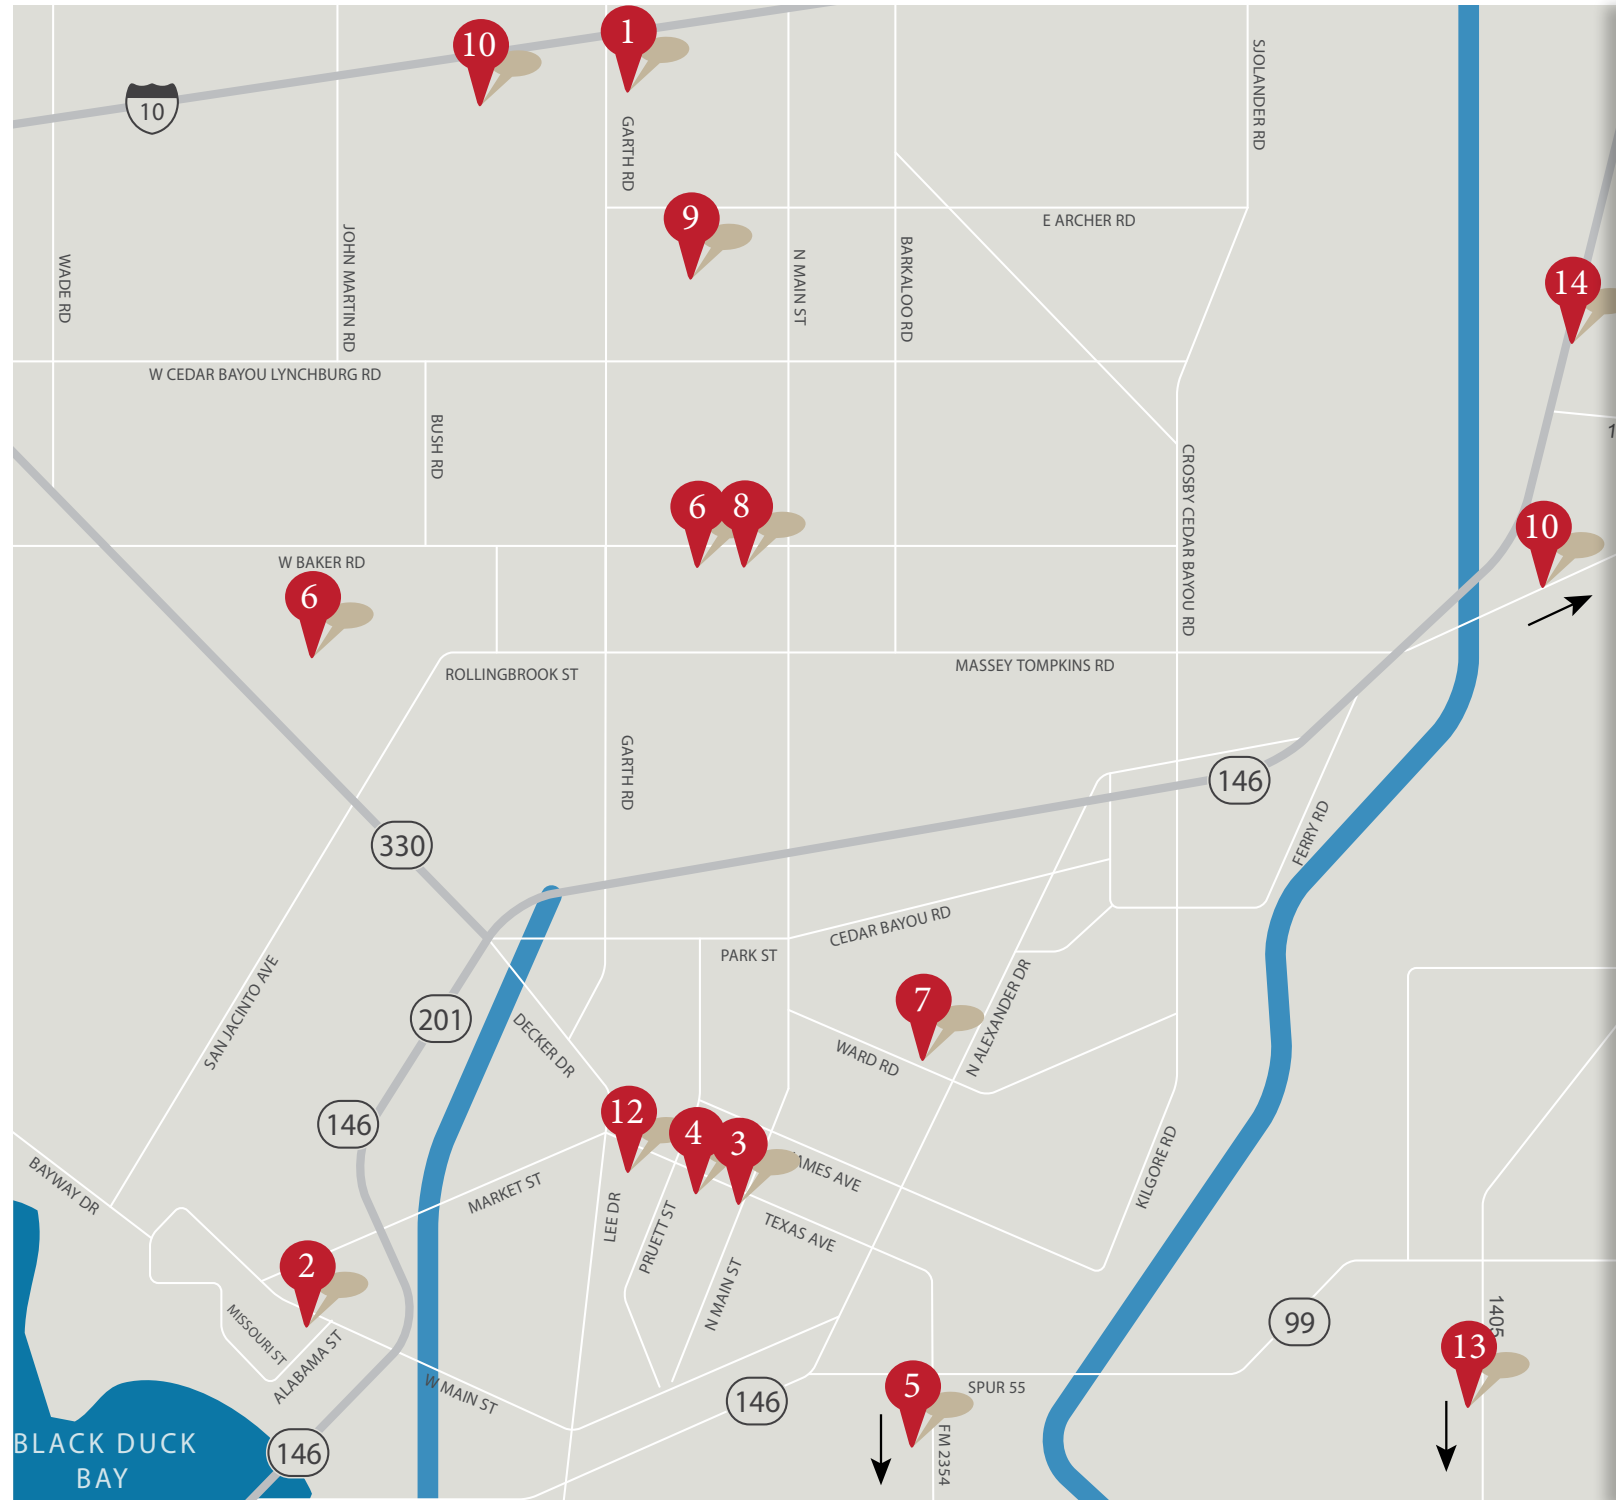 10
1
10
GARTH RD
SJOLANDER RD
9
E ARCHER RD
WADE RD
JOHN MARTIN RD
N MAIN ST
BARKALOO RD
14
W CEDAR BAYOU LYNCHBURG RD
BUSH RD
CROSBY CEDAR BAYOU RD
6
8
10
W BAKER RD
6
ROLLINGBROOK ST
MASSEY TOMPKINS RD
GARTH RD
146
330
FERRY RD
CEDAR BAYOU RD
PARK ST
SAN JACINTO AVE
201
DECKER DR
7
WARD RD
N ALEXANDER DR
146
12
4
3
AMES AVE
KILGORE RD
BAYWAY DR
MARKET ST
LEE DR
PRUETT ST
TEXAS AVE
2
N MAIN ST
MISSOURI ST
ALABAMA ST
99
1405
13
W MAIN ST
146
5
SPUR 55
FM 2354
BLACK DUCK
BAY
146